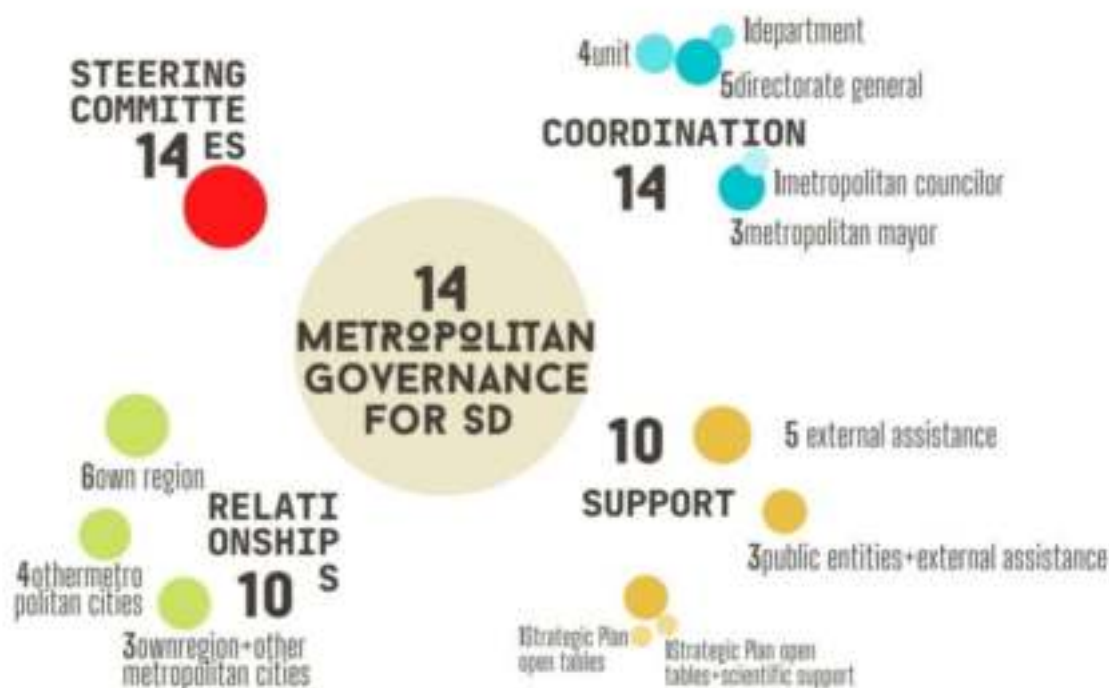 STEERING
COMMITTE
14 ES
4unit
1department
5directorate general
COORDINATION
14
1metropolitan councilor
3metropolitan mayor
14
METROPOLITAN
GOVERNANCE
FOR SD
6own region
RELATI
ONSHIP
10 S
4othermetro
politan cities
3ownregion+other
metropolitan cities
10
SUPPORT
5 external assistance
3public entities+external assistance
1Strategic Plan
open tables
1Strategic Plan open
tables+scientific support